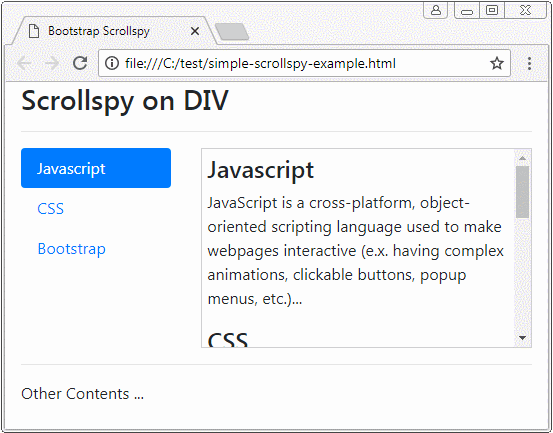 Bootstrap Scrollspy
file:///C:/test/simple-scrollspy-example.html
Scrollspy on DIV
Javascript
CSS
Bootstrap
Javascript
JavaScript is a cross-platform, object-
oriented scripting language used to make
webpages interactive (e.x. having complex
animations, clickable buttons, popup
menus, etc.)...
CSS
Other Contents ...